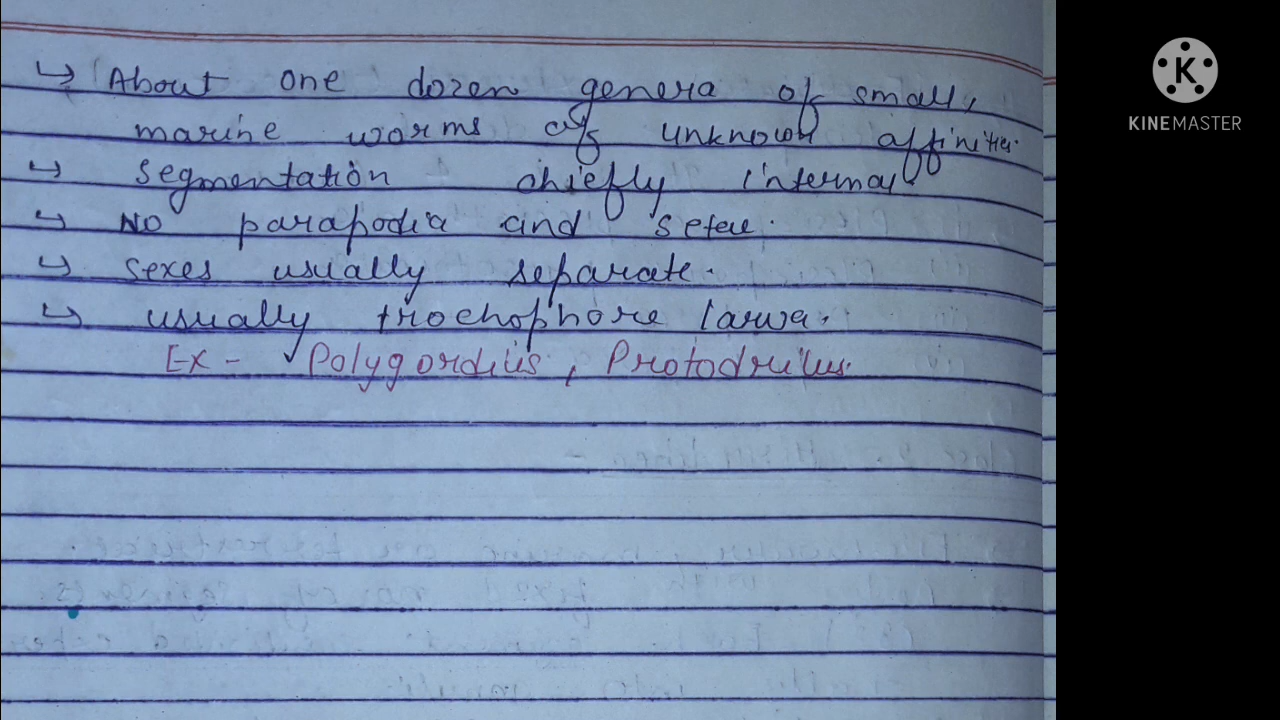 ↳ About one dozen genera of small,
marine worms of unknown affinities.
↳ segmentation chiefly internal.
↳ No parapodia and setae.
↳ sexes usually separate.
↳ usually trochophore larva.
Ex - Polygordius, Protodrilus.
K
KINEMASTER